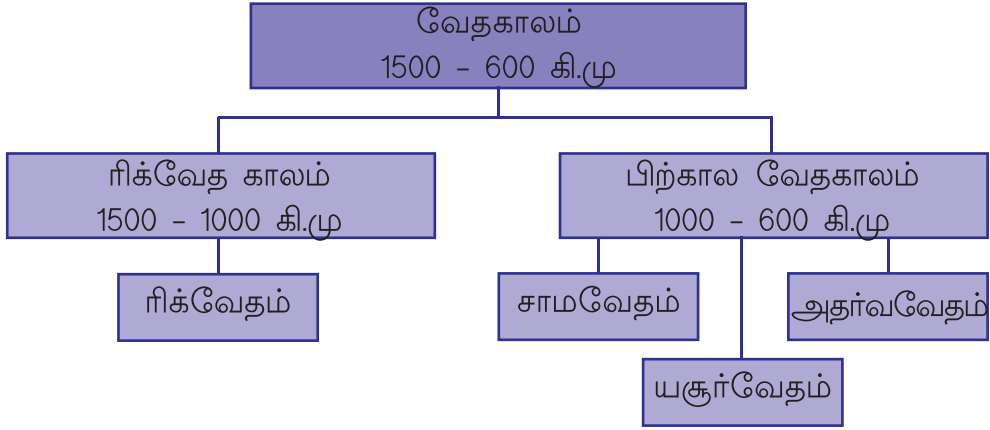 வேதகாலம்
1500 - 600 கி.மு
ரிக்வேத காலம்
1500 - 1000 கி.மு
பிற்கால வேதகாலம்
1000 - 600 கி.மு
ரிக்வேதம்
சாமவேதம்
அதர்வவேதம்
யசூர்வேதம்